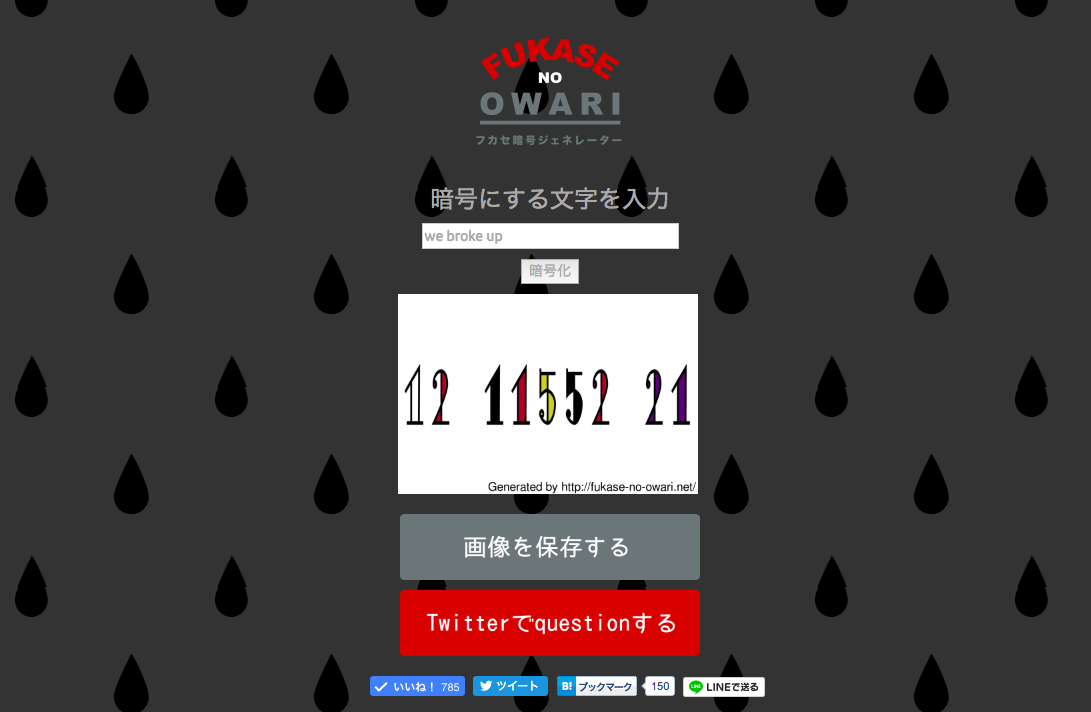 FUKASE
NO
OWARI
フカセ暗号ジェネレーター
暗号にする文字を入力
we broke up
暗号化
12 11552 21
Generated by http://fukase-no-owari.net/
画像を保存する
Twitterでquestionする
いいね！ 785 ツイート B! ブックマーク 150 LINE LINEで送る